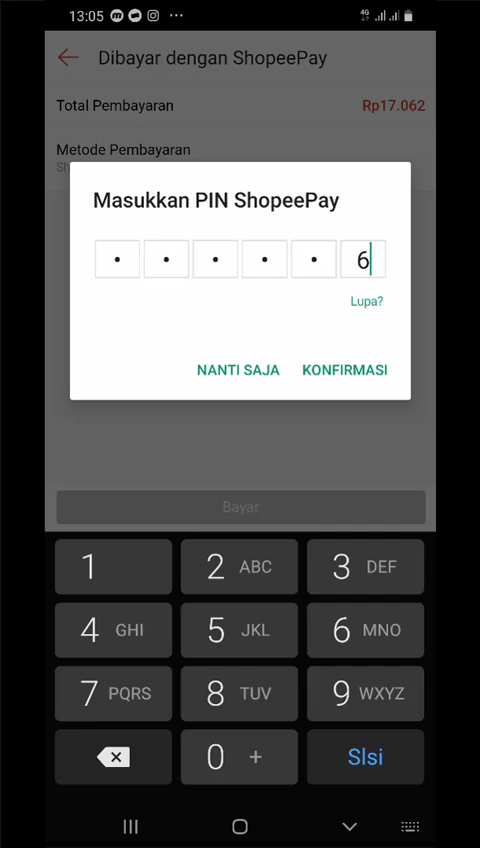 13:05
4G
Dibayar dengan ShopeePay
Total Pembayaran Rp17.062
Metode Pembayaran
Sh
Masukkan PIN ShopeePay
6
Lupa?
NANTI SAJA KONFIRMASI
Bayar
1 2 ABC 3 DEF
4 GHI 5 JKL 6 MNO
7 PQRS 8 TUV 9 WXYZ
0 + Slsi